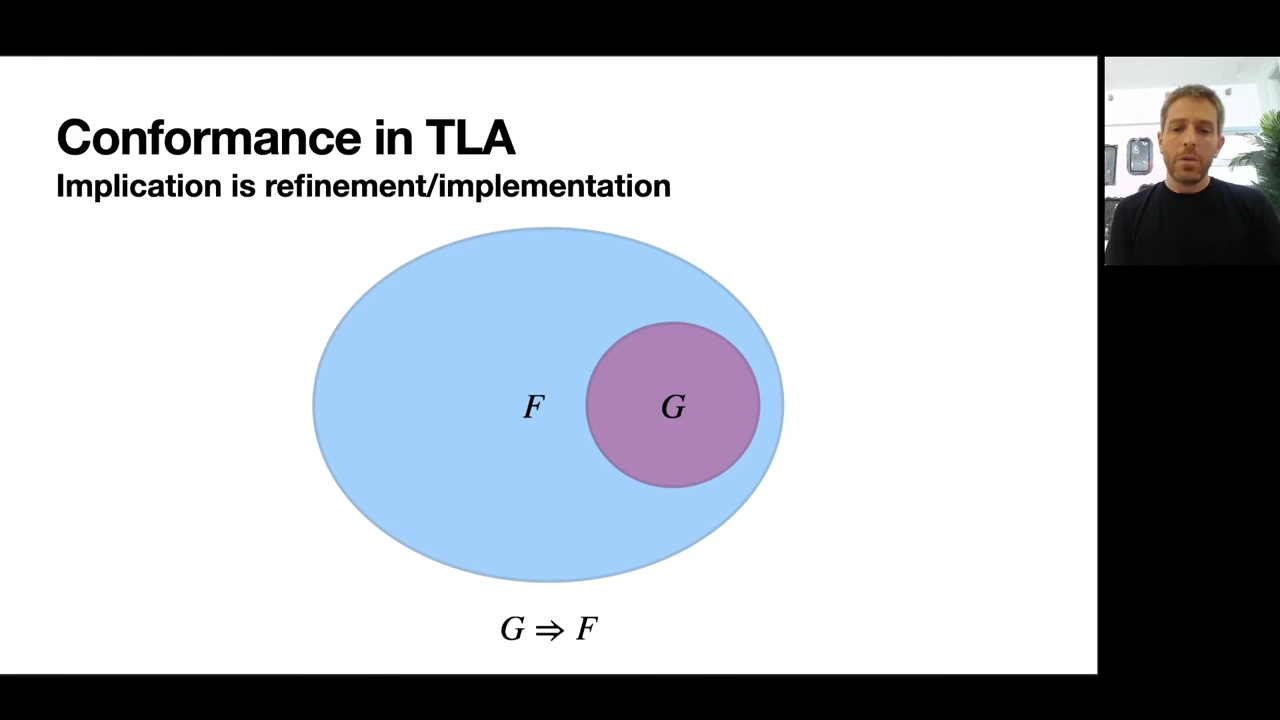 Conformance in TLA
Implication is refinement/implementation
F
G
G ⇒ F